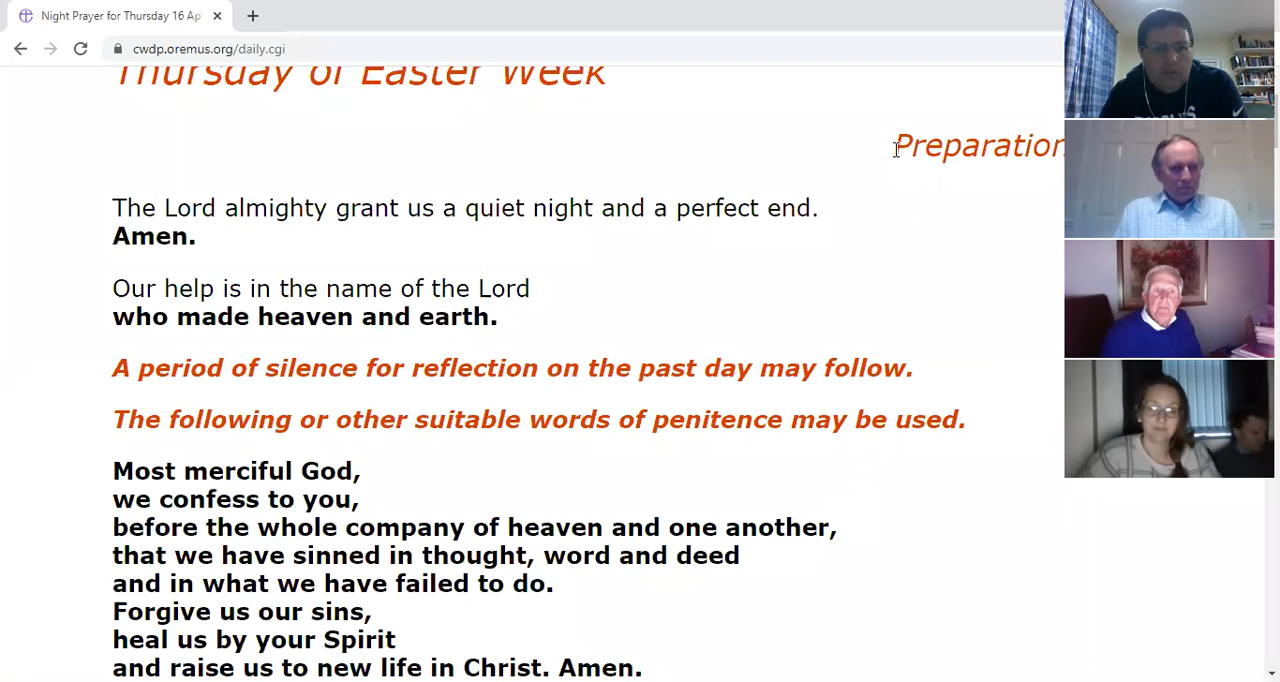 Night Prayer for Thursday 16 Ap
cwdp.oremus.org/daily.cgi
Thursday of Easter Week
Preparation
The Lord almighty grant us a quiet night and a perfect end.
Amen.
Our help is in the name of the Lord
who made heaven and earth.
A period of silence for reflection on the past day may follow.
The following or other suitable words of penitence may be used.
Most merciful God,
we confess to you,
before the whole company of heaven and one another,
that we have sinned in thought, word and deed
and in what we have failed to do.
Forgive us our sins,
heal us by your Spirit
and raise us to new life in Christ. Amen.